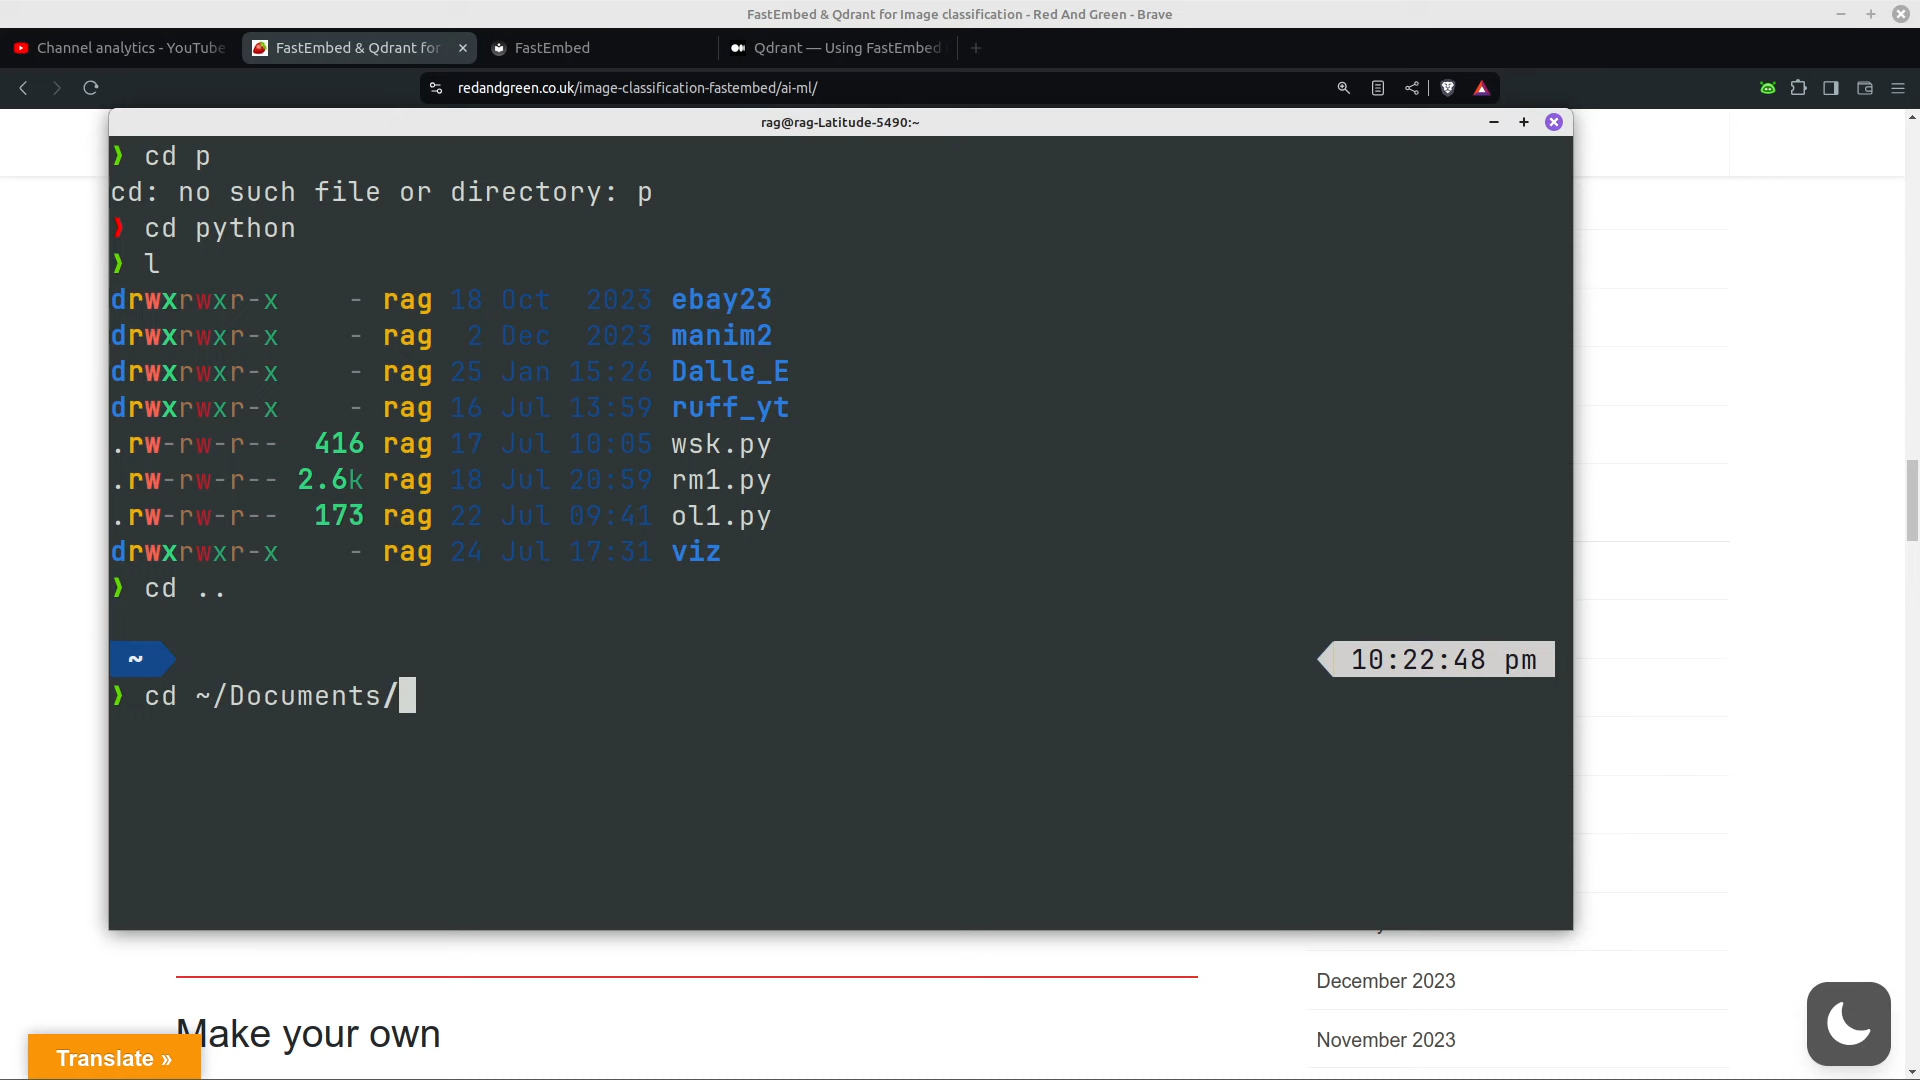 FastEmbed & Qdrant for Image classification - Red And Green - Brave
Channel analytics - YouTube
FastEmbed & Qdrant for
FastEmbed
Qdrant — Using FastEmbed
redandgreen.co.uk/image-classification-fastembed/ai-ml/
rag@rag-Latitude-5490:~
❯ cd p
cd: no such file or directory: p
❯ cd python
❯ l
drwxrwxr-x - rag 18 Oct 2023 ebay23
drwxrwxr-x - rag 2 Dec 2023 manim2
drwxrwxr-x - rag 25 Jan 15:26 Dalle_E
drwxrwxr-x - rag 16 Jul 13:59 ruff_yt
.rw-rw-r-- 416 rag 17 Jul 10:05 wsk.py
.rw-rw-r-- 2.6k rag 18 Jul 20:59 rm1.py
.rw-rw-r-- 173 rag 22 Jul 09:41 ol1.py
drwxrwxr-x - rag 24 Jul 17:31 viz
❯ cd ..
~ 10:22:48 pm
❯ cd ~/Documents/
December 2023
Make your own
November 2023
Translate »